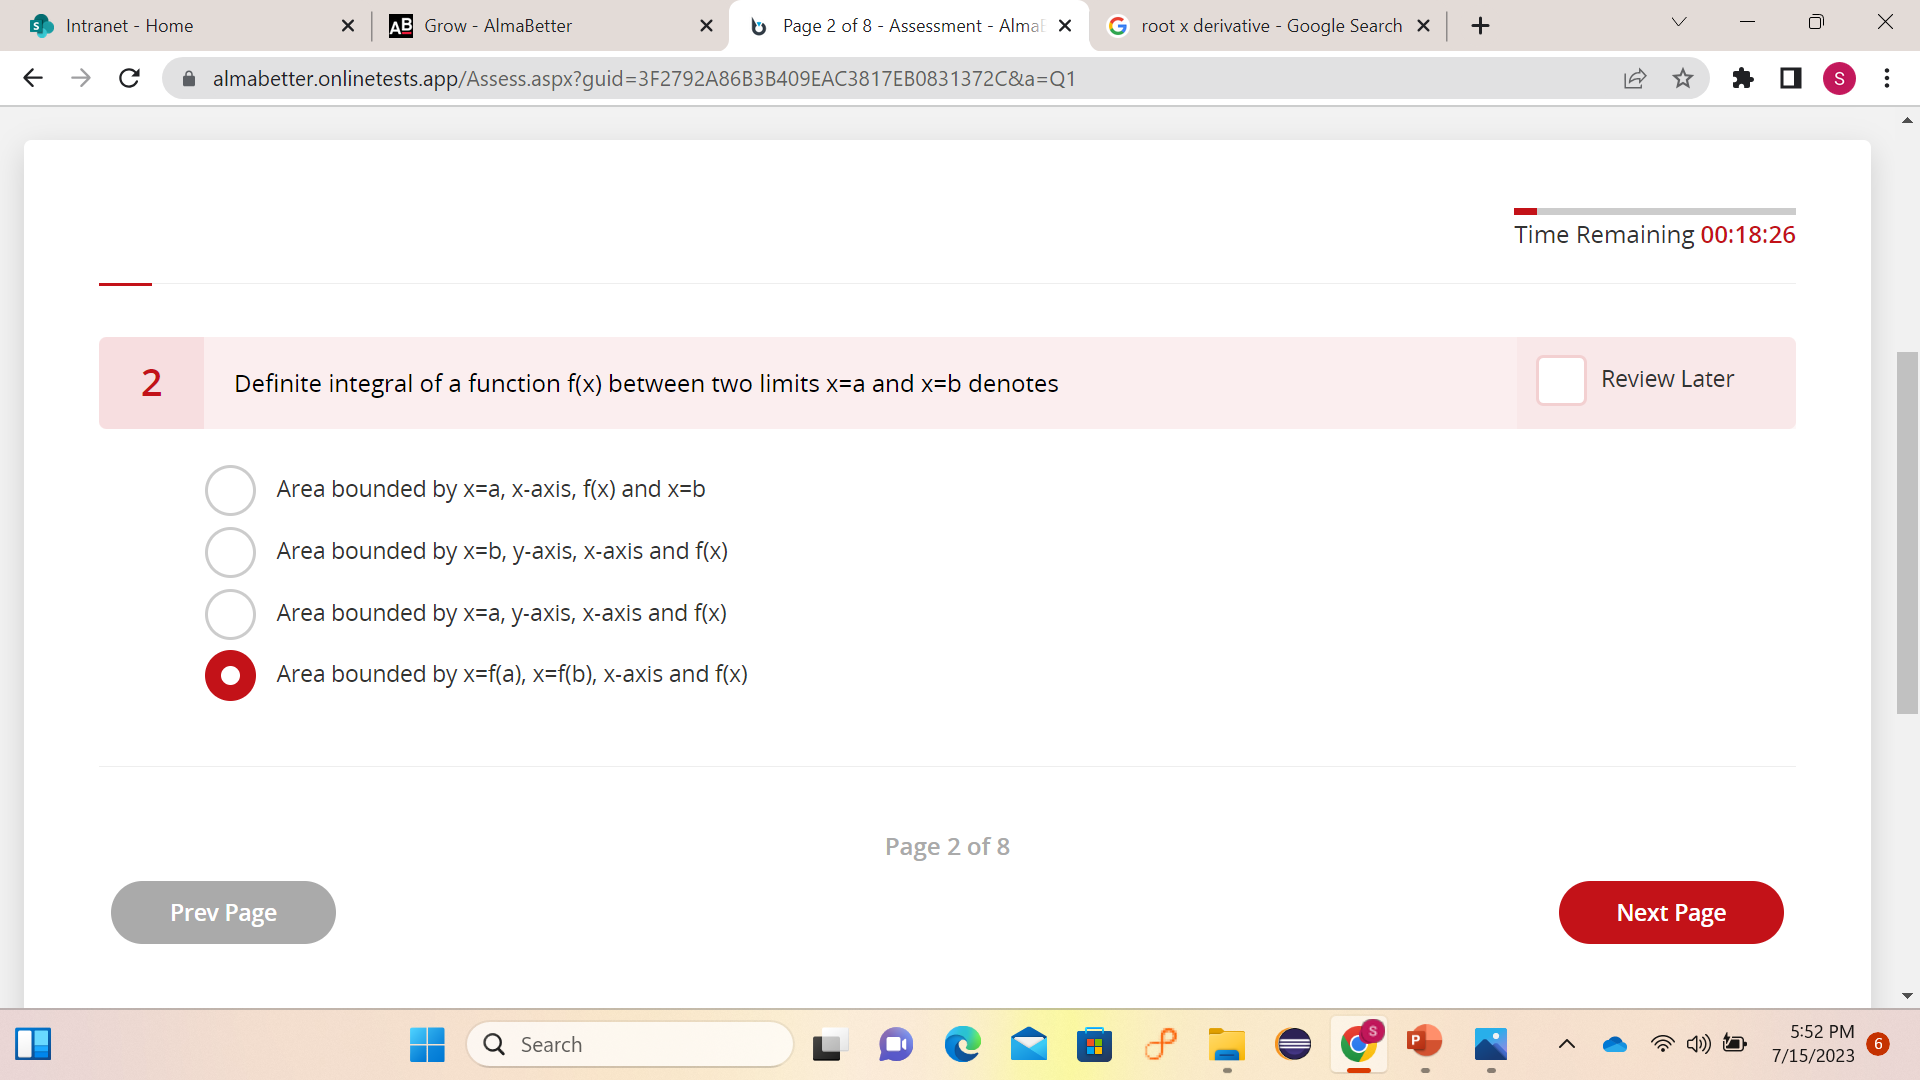 Intranet - Home
Grow - AlmaBetter
Page 2 of 8 - Assessment - Alma
root x derivative - Google Search
almabetter.onlinetests.app/Assess.aspx?guid=3F2792A86B3B409EAC3817EB0831372C&a=Q1
S
Time Remaining 00:18:26
2
Definite integral of a function f(x) between two limits x=a and x=b denotes
Review Later
Area bounded by x=a, x-axis, f(x) and x=b
Area bounded by x=b, y-axis, x-axis and f(x)
Area bounded by x=a, y-axis, x-axis and f(x)
Area bounded by x=f(a), x=f(b), x-axis and f(x)
Page 2 of 8
Prev Page
Next Page
Search
5:52 PM
7/15/2023
6